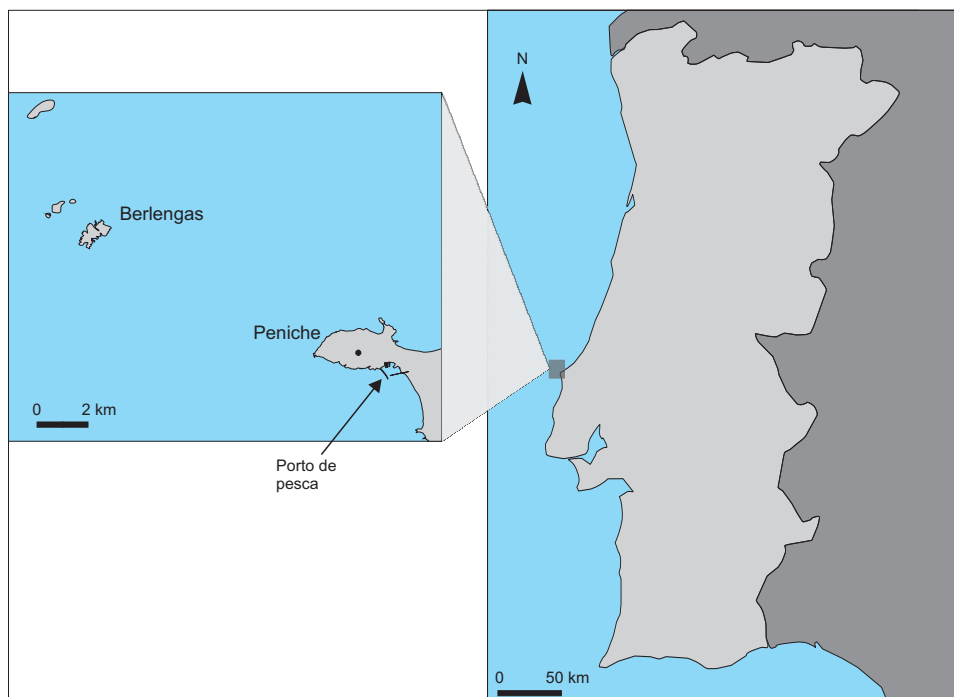 Berlengas
Peniche
0 2 km
Porto de
pesca
N
0 50 km